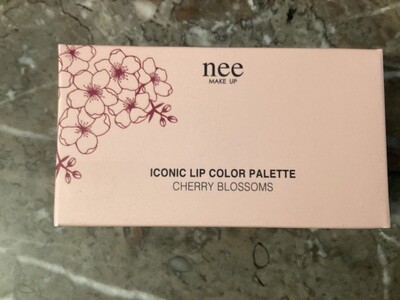 nee
MAKE UP
ICONIC LIP COLOR PALETTE
CHERRY BLOSSOMS